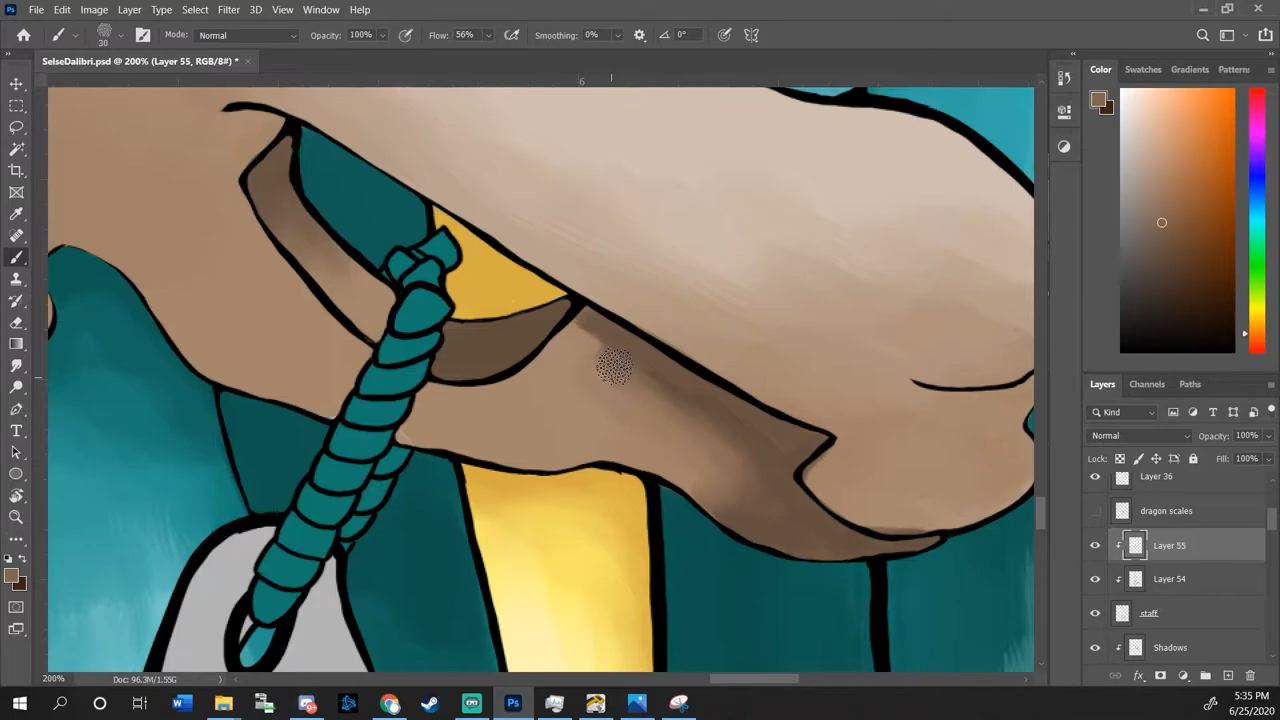 File Edit Image Layer Type Select Filter 3D View Window Help
30 Mode: Normal Opacity: 100% Flow: 56% Smoothing: 0% 0°
SelseDalibri.psd @ 200% (Layer 55, RGB/8#) *
6
Color Swatches Gradients Patterns
Layers Channels Paths
Kind
Normal Opacity: 100%
Lock: Fill: 100%
Layer 36
dragon scales
Layer 55
Layer 54
staff
Shadows
200% Doc: 96.3M/1.55G
5:35 PM
6/25/2020